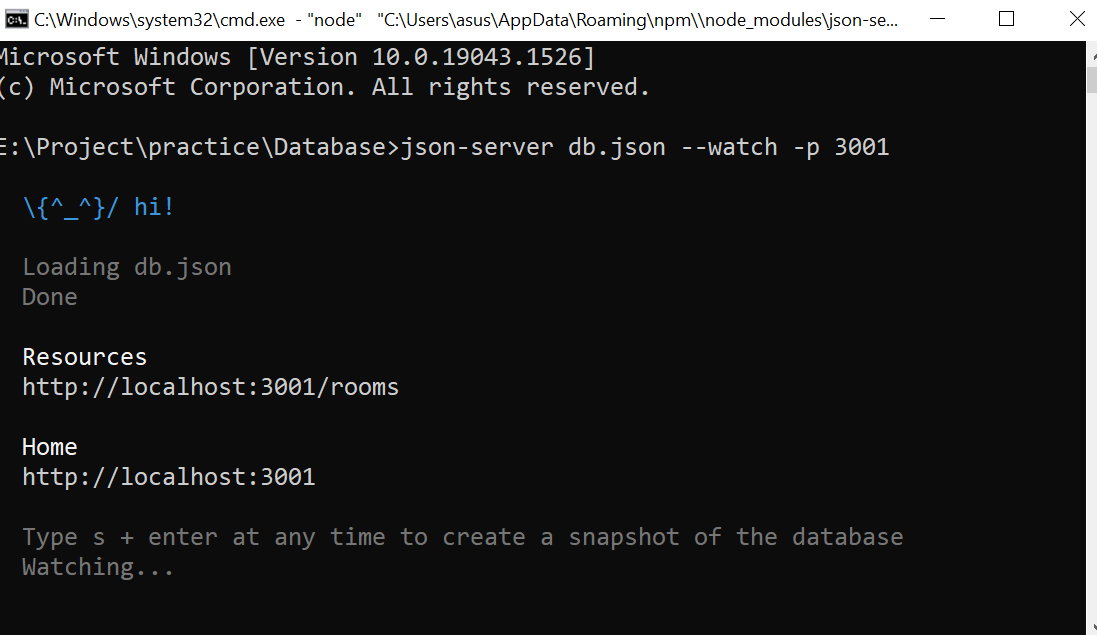 C:\Windows\system32\cmd.exe - "node" "C:\Users\asus\AppData\Roaming\npm\\node_modules\json-se...
Microsoft Windows [Version 10.0.19043.1526]
(c) Microsoft Corporation. All rights reserved.
E:\Project\practice\Database>json-server db.json --watch -p 3001
\{^_^}/ hi!
Loading db.json
Done
Resources
http://localhost:3001/rooms
Home
http://localhost:3001
Type s + enter at any time to create a snapshot of the database
Watching...